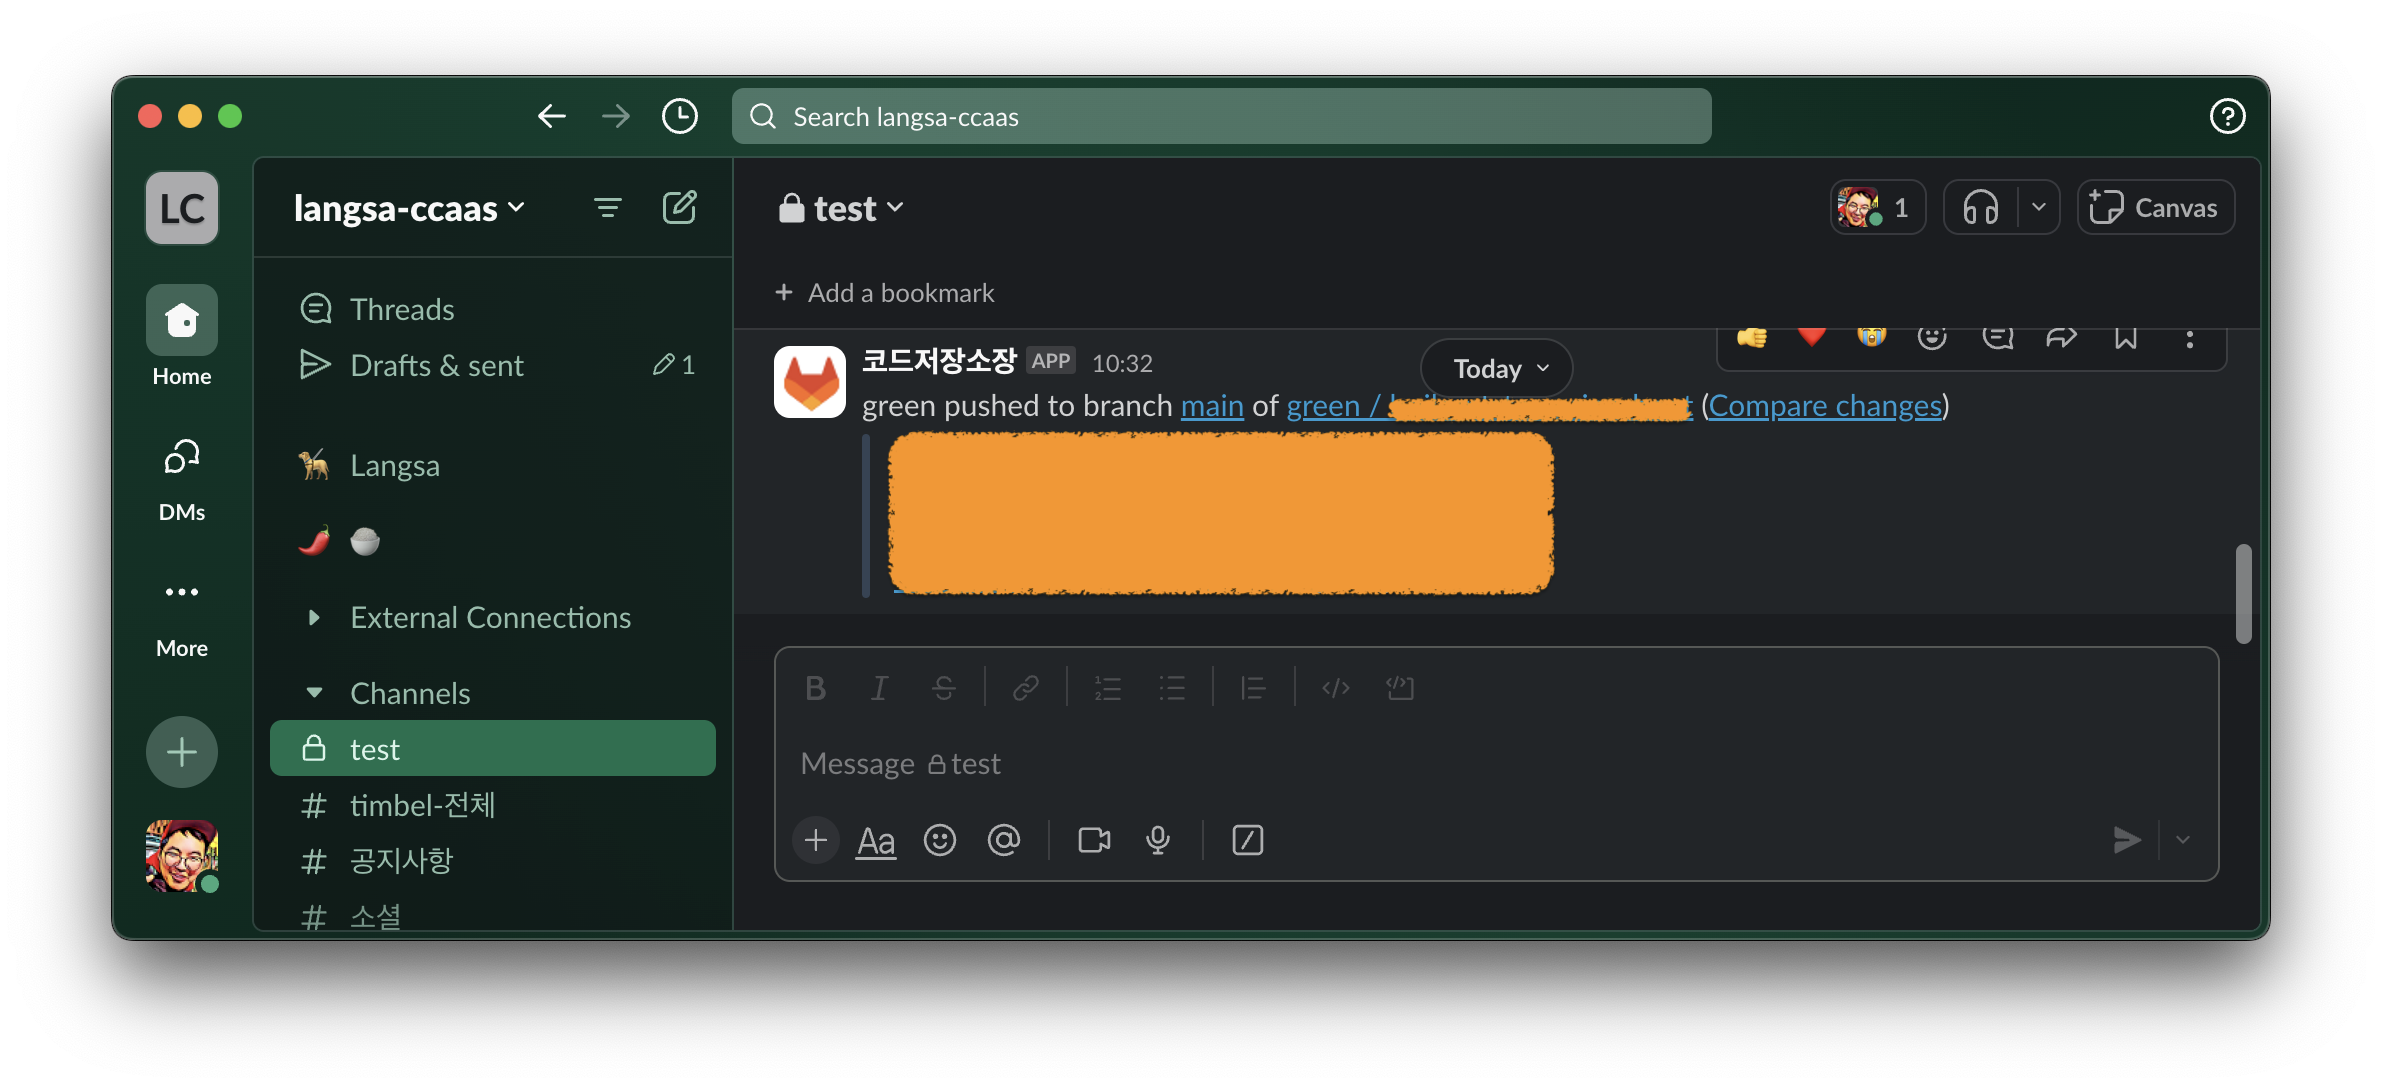 Search langsa-ccaas
LC
langsa-ccaas
test
1
Canvas
Home
Threads
Add a bookmark
Drafts & sent
1
코드저장소장 APP 10:32
Today
green pushed to branch main of green / (Compare changes)
DMs
Langsa
More
External Connections
Channels
test
Message test
timbel-전체
Aa
공지사항
소셜